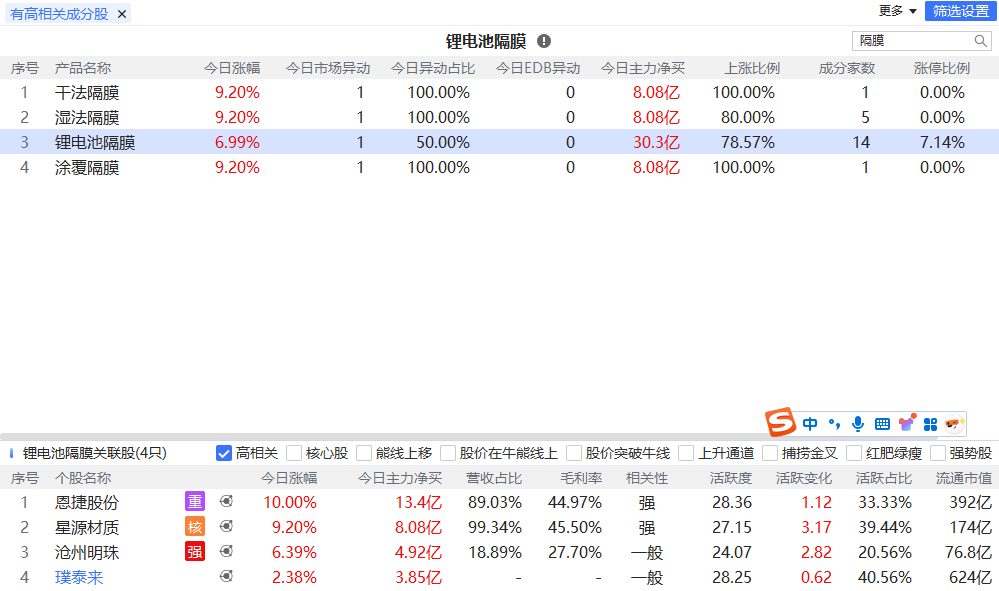 有高相关成分股 ×
更多 筛选设置
锂电池隔膜
隔膜
序号 产品名称 今日涨幅 今日市场异动 今日异动占比 今日EDB异动 今日主力净买 上涨比例 成分家数 涨停比例
1 干法隔膜 9.20% 1 100.00% 0 8.08亿 100.00% 1 0.00%
2 湿法隔膜 9.20% 1 100.00% 0 8.08亿 80.00% 5 0.00%
3 锂电池隔膜 6.99% 1 50.00% 0 30.3亿 78.57% 14 7.14%
4 涂覆隔膜 9.20% 1 100.00% 0 8.08亿 100.00% 1 0.00%
S 中 °,
锂电池隔膜关联股(4只) 高相关 核心股 熊线上移 股价在牛熊线上 股价突破牛线 上升通道 捕捞金叉 红肥绿瘦 强势股
序号 个股名称 今日涨幅 今日主力净买 营收占比 毛利率 相关性 活跃度 活跃变化 活跃占比 流通市值
1 恩捷股份 重 10.00% 13.4亿 89.03% 44.97% 强 28.36 1.12 33.33% 392亿
2 星源材质 核 9.20% 8.08亿 99.34% 45.50% 强 27.15 3.17 39.44% 174亿
3 沧州明珠 强 6.39% 4.92亿 18.89% 27.70% 一般 24.07 2.82 20.56% 76.8亿
4 璞泰来 2.38% 3.85亿 - - 一般 28.25 0.62 40.56% 624亿